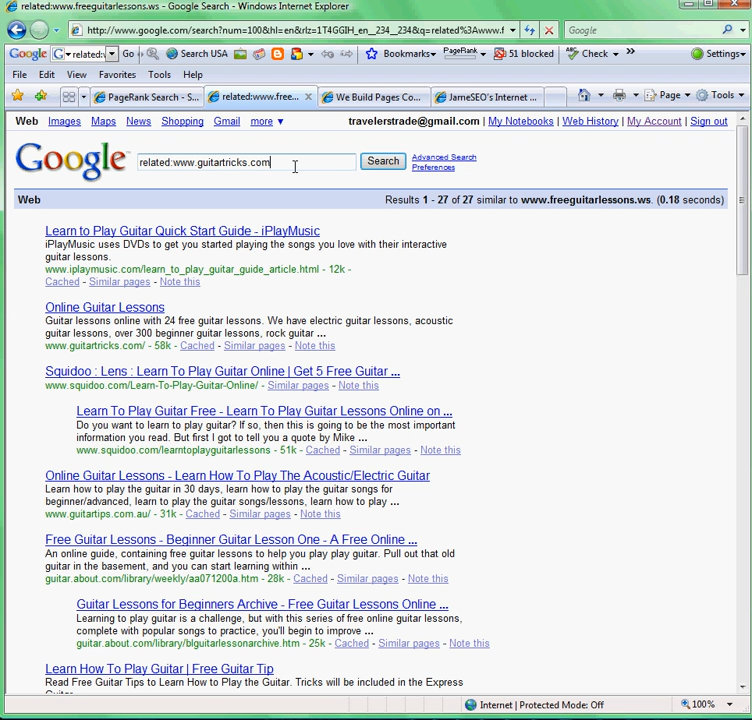 related:www.freeguitarlessons.ws - Google Search - Windows Internet Explorer
http://www.google.com/search?num=100&hl=en&rlz=1T4GGIH_en__234__234&q=related%3Awww.f
Google
Google
related:v
Go
Search USA
Bookmarks
PageRank
51 blocked
Check
Settings
File Edit View Favorites Tools Help
PageRank Search - S...
related:www.free...
We Build Pages Co...
JameSEO's Internet ...
Page
Tools
Web Images Maps News Shopping Gmail more ▼
travelerstrade@gmail.com | My Notebooks | Web History | My Account | Sign out
Google
related:www.guitartricks.com
Search
Advanced Search
Preferences
Web
Results 1 - 27 of 27 similar to www.freeguitarlessons.ws. (0.18 seconds)
Learn to Play Guitar Quick Start Guide - iPlayMusic
iPlayMusic uses DVDs to get you started playing the songs you love with their interactive
guitar lessons.
www.iplaymusic.com/learn_to_play_guitar_guide_article.html - 12k -
Cached - Similar pages - Note this
Online Guitar Lessons
Guitar lessons online with 24 free guitar lessons. We have electric guitar lessons, acoustic
guitar lessons, over 300 beginner guitar lessons, rock guitar ...
www.guitartricks.com/ - 58k - Cached - Similar pages - Note this
Squidoo : Lens : Learn To Play Guitar Online | Get 5 Free Guitar ...
www.squidoo.com/Learn-To-Play-Guitar-Online/ - Similar pages - Note this
Learn To Play Guitar Free - Learn To Play Guitar Lessons Online on ...
Do you want to learn to play guitar? If so, then this is going to be the most important
information you read. But first I got to tell you a quote by Mike ...
www.squidoo.com/learntoplayguitarlessons - 51k - Cached - Similar pages - Note this
Online Guitar Lessons - Learn How To Play The Acoustic/Electric Guitar
Learn how to play the guitar in 30 days, learn how to play guitar songs for
beginner/advanced, learn to play guitar songs/lessons, learn how to play ...
www.guitartips.com.au/ - 31k - Cached - Similar pages - Note this
Free Guitar Lessons - Beginner Guitar Lesson One - A Free Online ...
An online guide, containing free guitar lessons to help you play play guitar. Pull out that old
guitar in the basement, and you can start learning within ...
guitar.about.com/library/weekly/aa071200a.htm - 28k - Cached - Similar pages - Note this
Guitar Lessons for Beginners Archive - Free Guitar Lessons Online ...
Learning to play guitar is a challenge, but with this series of free online guitar lessons,
complete with popular songs to practice, you'll begin to improve ...
guitar.about.com/library/blguitarlessonarchive.htm - 25k - Cached - Similar pages - Note this
Learn How To Play Guitar | Free Guitar Tip
Read Free Guitar Tips to Learn How to Play the Guitar. Tricks will be included in the Express
Internet | Protected Mode: Off
100%